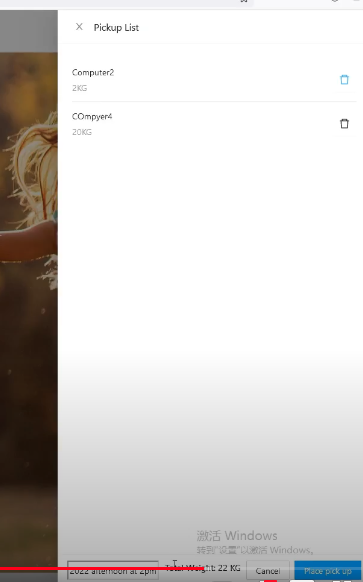 Pickup List
Computer2
2KG
COmpyer4
20KG
激活 Windows
转到"设置"以激活 Windows。
2022 afternoon at 2pm
Total Weight: 22 KG
Cancel
Place pick up